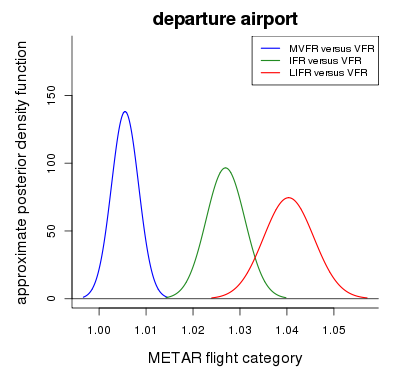 departure airport
MVFR versus VFR
IFR versus VFR
LIFR versus VFR
approximate posterior density function
150
100
50
0
1.00 1.01 1.02 1.03 1.04 1.05
METAR flight category